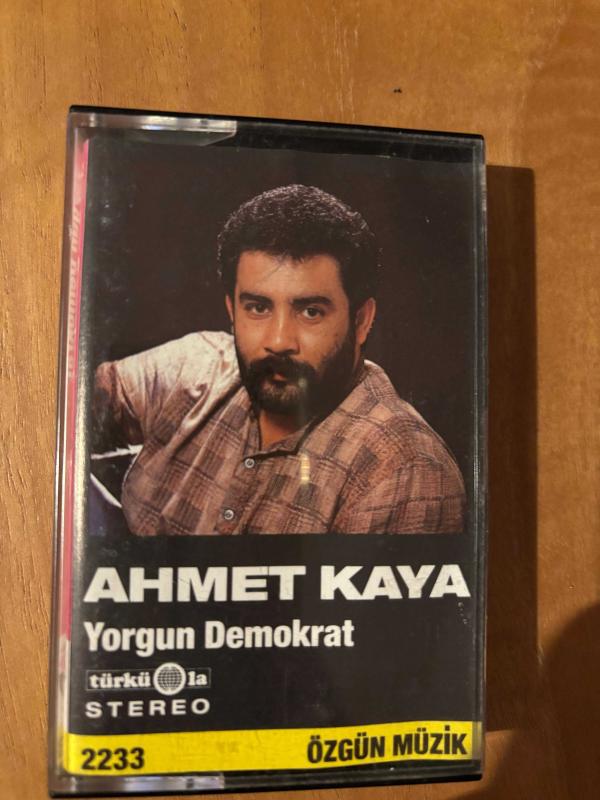 AHMET KAYA
Yorgun Demokrat
türkü la
STEREO
2233 ÖZGÜN MÜZİK